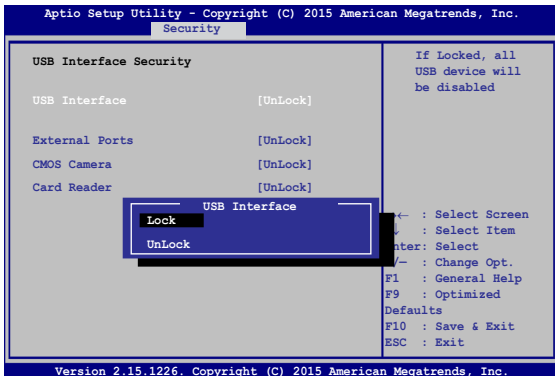 Aptio Setup Utility - Copyright (C) 2015 American Megatrends, Inc.
Security
USB Interface Security
USB Interface [UnLock]
External Ports [UnLock]
CMOS Camera [UnLock]
Card Reader [UnLock]
USB Interface
Lock
UnLock
If Locked, all
USB device will
be disabled
← : Select Screen
↓ : Select Item
nter: Select
/— : Change Opt.
F1 : General Help
F9 : Optimized
Defaults
F10 : Save & Exit
ESC : Exit
Version 2.15.1226. Copyright (C) 2015 American Megatrends, Inc.